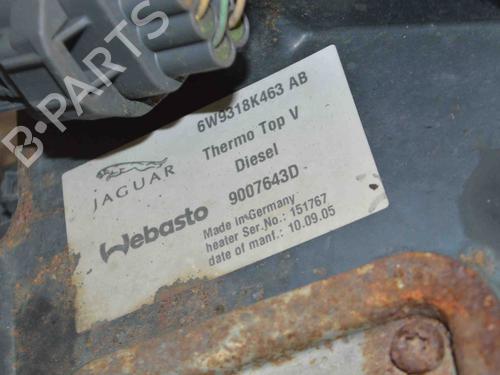 6W9318K463 AB
Thermo Top V
Diesel
9007643D
JAGUAR
Webasto
Made in Germany
heater Ser.No.: 151767
date of manf.: 10.09.05
B